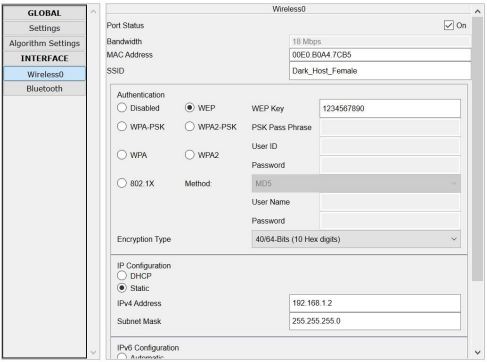 GLOBAL
Settings
Algorithm Settings
INTERFACE
Wireless0
Bluetooth
Wireless0
Port Status
On
Bandwidth
18 Mbps
MAC Address
00E0.B0A4.7CB5
SSID
Dark_Host_Female
Authentication
Disabled
WEP
WEP Key
1234567890
WPA-PSK
WPA2-PSK
PSK Pass Phrase
User ID
WPA
WPA2
Password
802.1X
Method:
MD5
User Name
Password
Encryption Type
40/64-Bits (10 Hex digits)
IP Configuration
DHCP
Static
IPv4 Address
192.168.1.2
Subnet Mask
255.255.255.0
IPv6 Configuration
Automatic